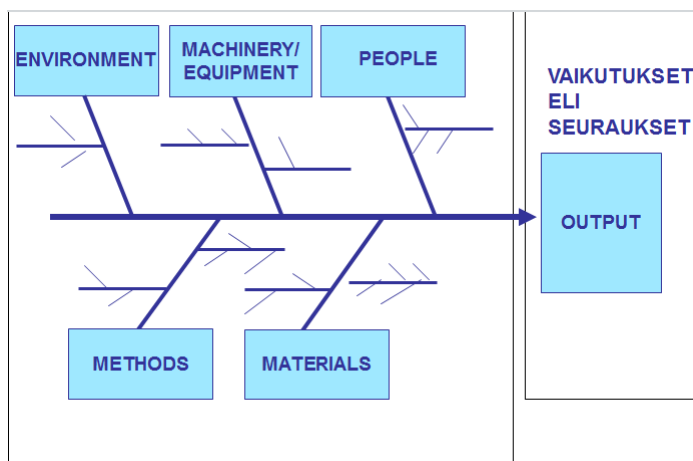 ENVIRONMENT
MACHINERY/
EQUIPMENT
PEOPLE
VAIKUTUKSET
ELI
SEURAUKSET
OUTPUT
METHODS
MATERIALS